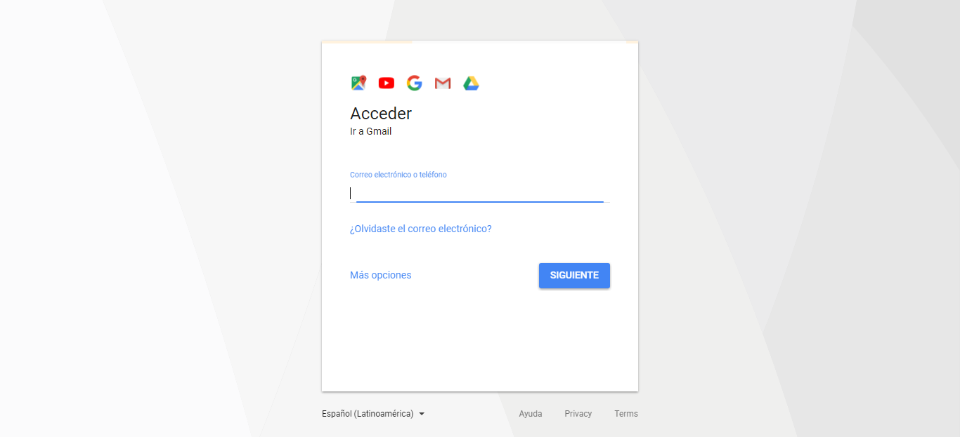 Acceder
Ir a Gmail
Correo electrónico o teléfono
¿Olvidaste el correo electrónico?
Más opciones
SIGUIENTE
Español (Latinoamérica)
Ayuda
Privacy
Terms